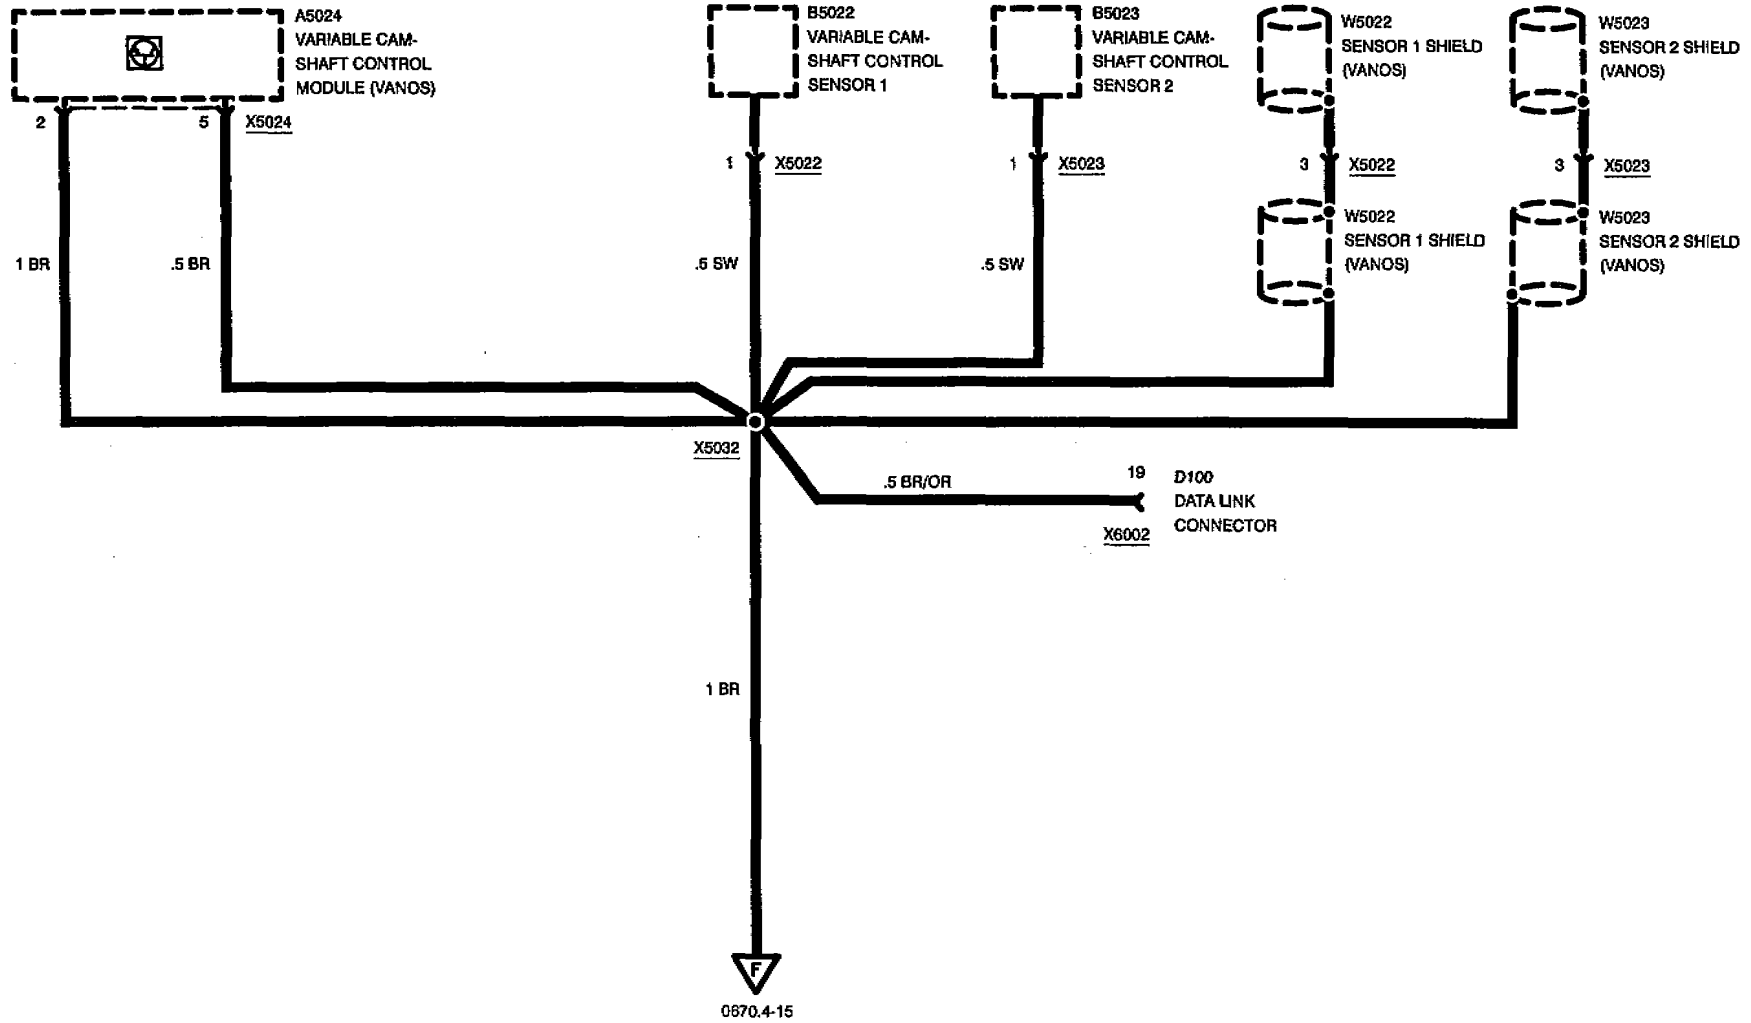 A5024
VARIABLE CAM-
SHAFT CONTROL
MODULE (VANOS)
B5022
VARIABLE CAM-
SHAFT CONTROL
SENSOR 1
B5023
VARIABLE CAM-
SHAFT CONTROL
SENSOR 2
W5022
SENSOR 1 SHIELD
(VANOS)
W5023
SENSOR 2 SHIELD
(VANOS)
2
5
X5024
1
X5022
1
X5023
3
X5022
3
X5023
W5022
SENSOR 1 SHIELD
(VANOS)
W5023
SENSOR 2 SHIELD
(VANOS)
1 BR
.5 BR
.5 SW
.5 SW
X5032
.5 BR/OR
19
X6002
D100
DATA LINK
CONNECTOR
1 BR
F
0670.4-15